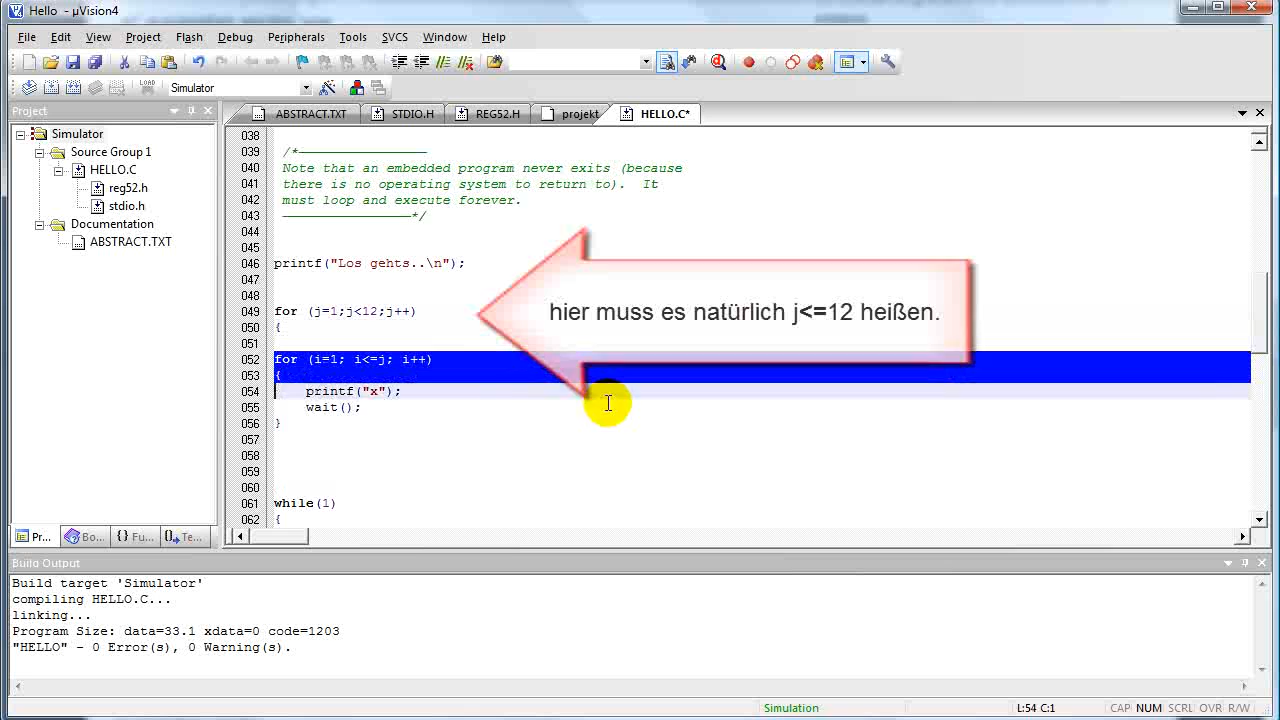 Hello - µVision4
File Edit View Project Flash Debug Peripherals Tools SVCS Window Help
LOAD Simulator
Project
ABSTRACT.TXT STDIO.H REG52.H projekt HELLO.C*
Simulator
Source Group 1
HELLO.C
reg52.h
stdio.h
Documentation
ABSTRACT.TXT
038
039 /*————————————————
040 Note that an embedded program never exits (because
041 there is no operating system to return to). It
042 must loop and execute forever.
043 ————————————————*/
044
045
046 printf("Los gehts..\n");
047
048
049 for (j=1;j<12;j++)
050 {
051
052 for (i=1; i<=j; i++)
053 {
054 printf("x");
055 wait();
056 }
057
058
059
060
061 while(1)
062 {
hier muss es natürlich j<=12 heißen.
Pr... Bo... {} Fu... Te...
Build Output
Build target 'Simulator'
compiling HELLO.C...
linking...
Program Size: data=33.1 xdata=0 code=1203
"HELLO" - 0 Error(s), 0 Warning(s).
Simulation L:54 C:1 CAP NUM SCRL OVR R/W